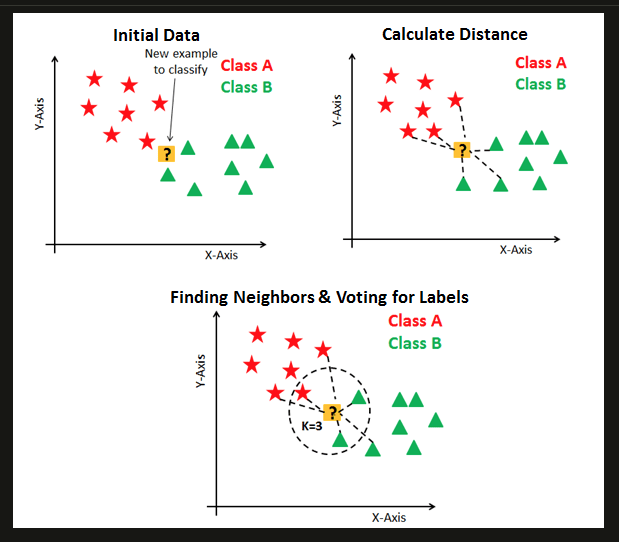 Initial Data
New example
to classify
Class A
Class B
Y-Axis
?
X-Axis
Calculate Distance
Class A
Class B
Y-Axis
?
X-Axis
Finding Neighbors & Voting for Labels
Class A
Class B
Y-Axis
?
K=3
X-Axis